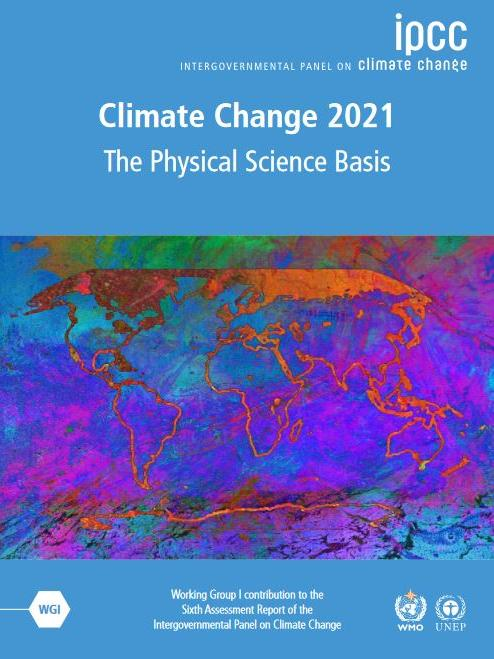 ipcc
INTERGOVERNMENTAL PANEL ON climate change
Climate Change 2021
The Physical Science Basis
WGI
Working Group I contribution to the
Sixth Assessment Report of the
Intergovernmental Panel on Climate Change
WMO
UNEP